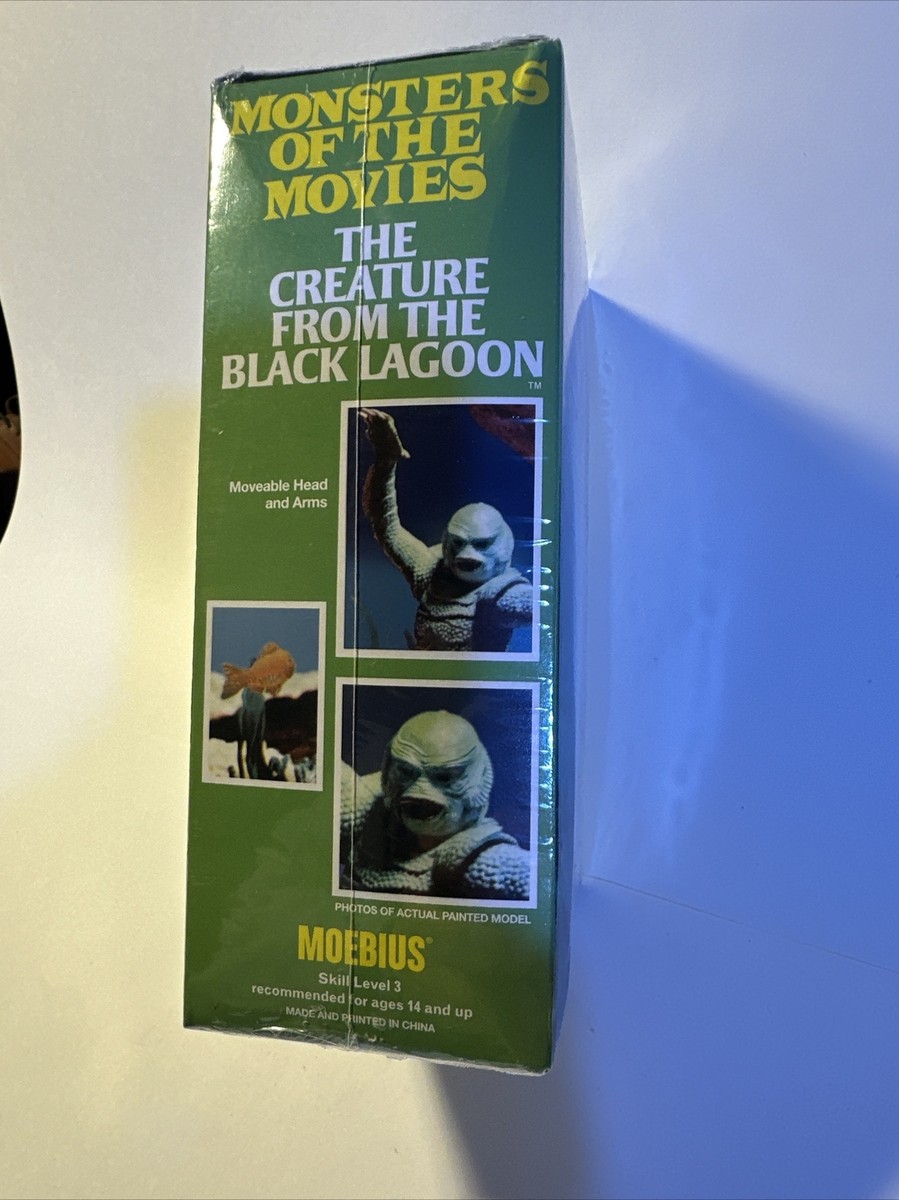 MONSTERS
OF THE
MOVIES
THE
CREATURE
FROM THE
BLACK LAGOON
TM
Moveable Head
and Arms
PHOTOS OF ACTUAL PAINTED MODEL
MOEBIUS®
Skill Level 3
recommended for ages 14 and up
MADE AND PRINTED IN CHINA